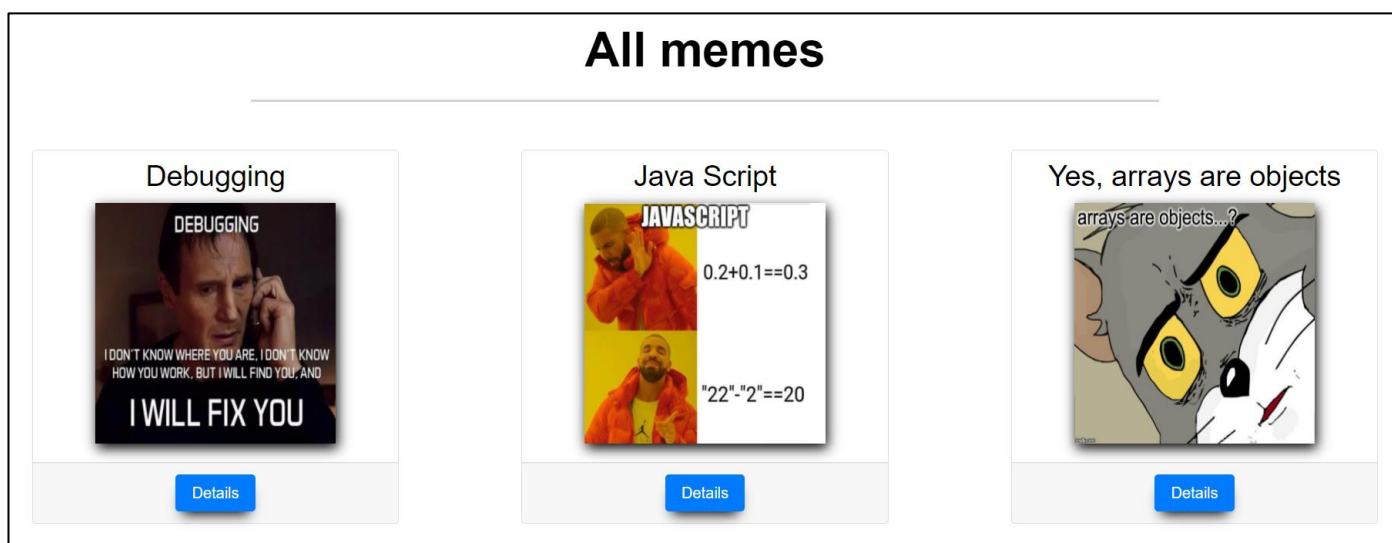 All memes
Debugging
DEBUGGING
I DON'T KNOW WHERE YOU ARE, I DON'T KNOW
HOW YOU WORK, BUT I WILL FIND YOU, AND
I WILL FIX YOU
Details
Java Script
JAVASCRIPT
0.2+0.1==0.3
"22"-"2"==20
Details
Yes, arrays are objects
arrays are objects...?
Details